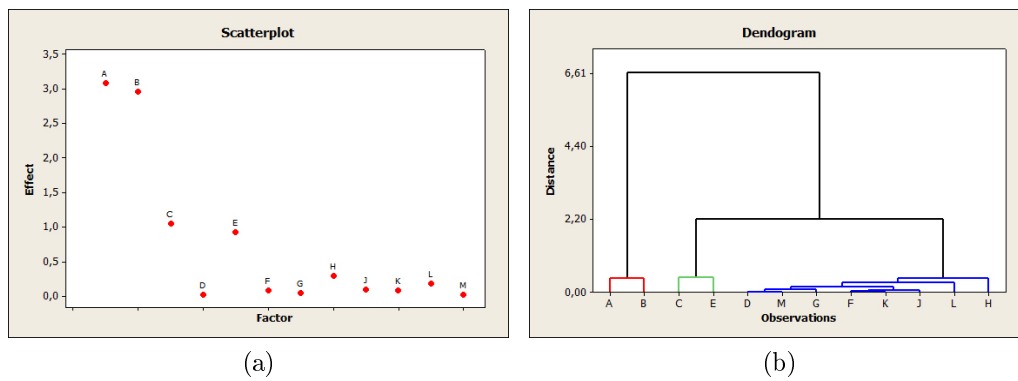 Scatterplot
3,5
3,0
2,5
2,0
1,5
1,0
0,5
0,0
Effect
A
B
C
D
E
F
G
H
J
K
L
M
Factor
(a)
Dendogram
6,61
4,40
2,20
0,00
Distance
A B C E D M G F K J L H
Observations
(b)